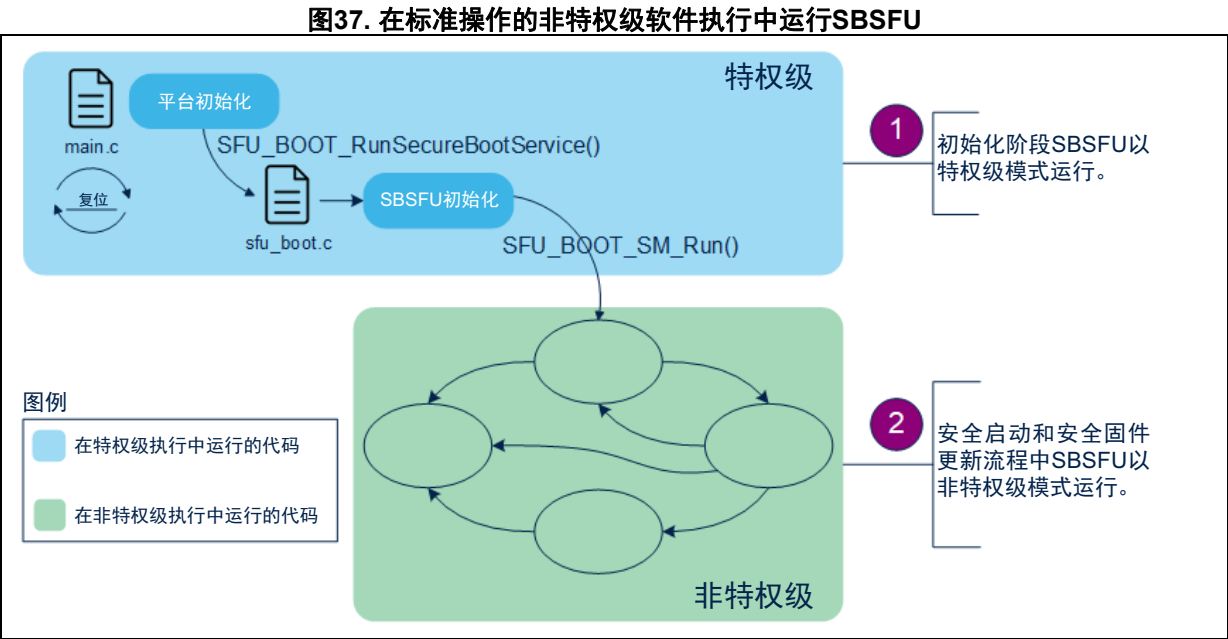 图37. 在标准操作的非特权级软件执行中运行SBSFU
特权级
平台初始化
main.c
SFU_BOOT_RunSecureBootService()
复位
SBSFU初始化
sfu_boot.c
SFU_BOOT_SM_Run()
1
初始化阶段SBSFU以
特权级模式运行。
图例
在特权级执行中运行的代码
在非特权级执行中运行的代码
非特权级
2
安全启动和安全固件
更新流程中SBSFU以
非特权级模式运行。